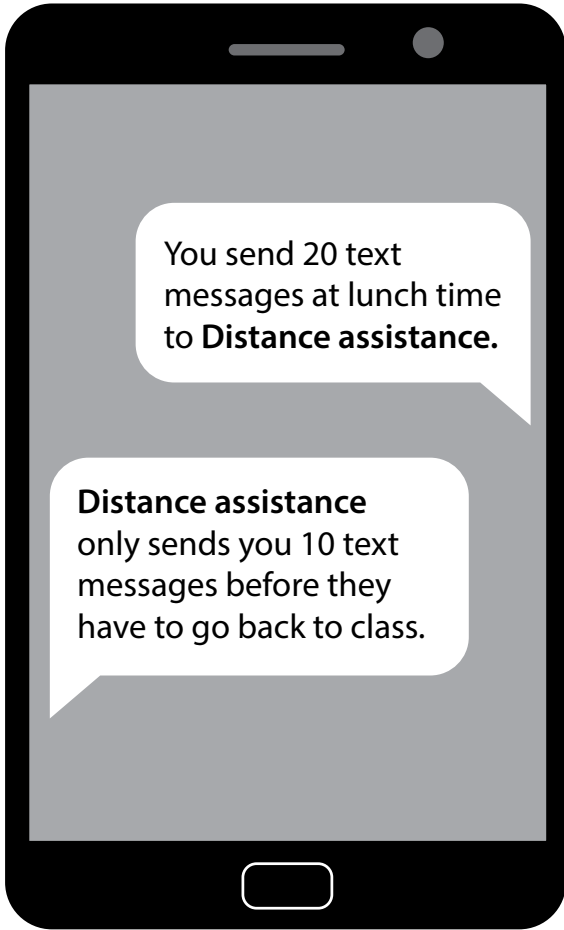 You send 20 text
messages at lunch time
to Distance assistance.
Distance assistance
only sends you 10 text
messages before they
have to go back to class.